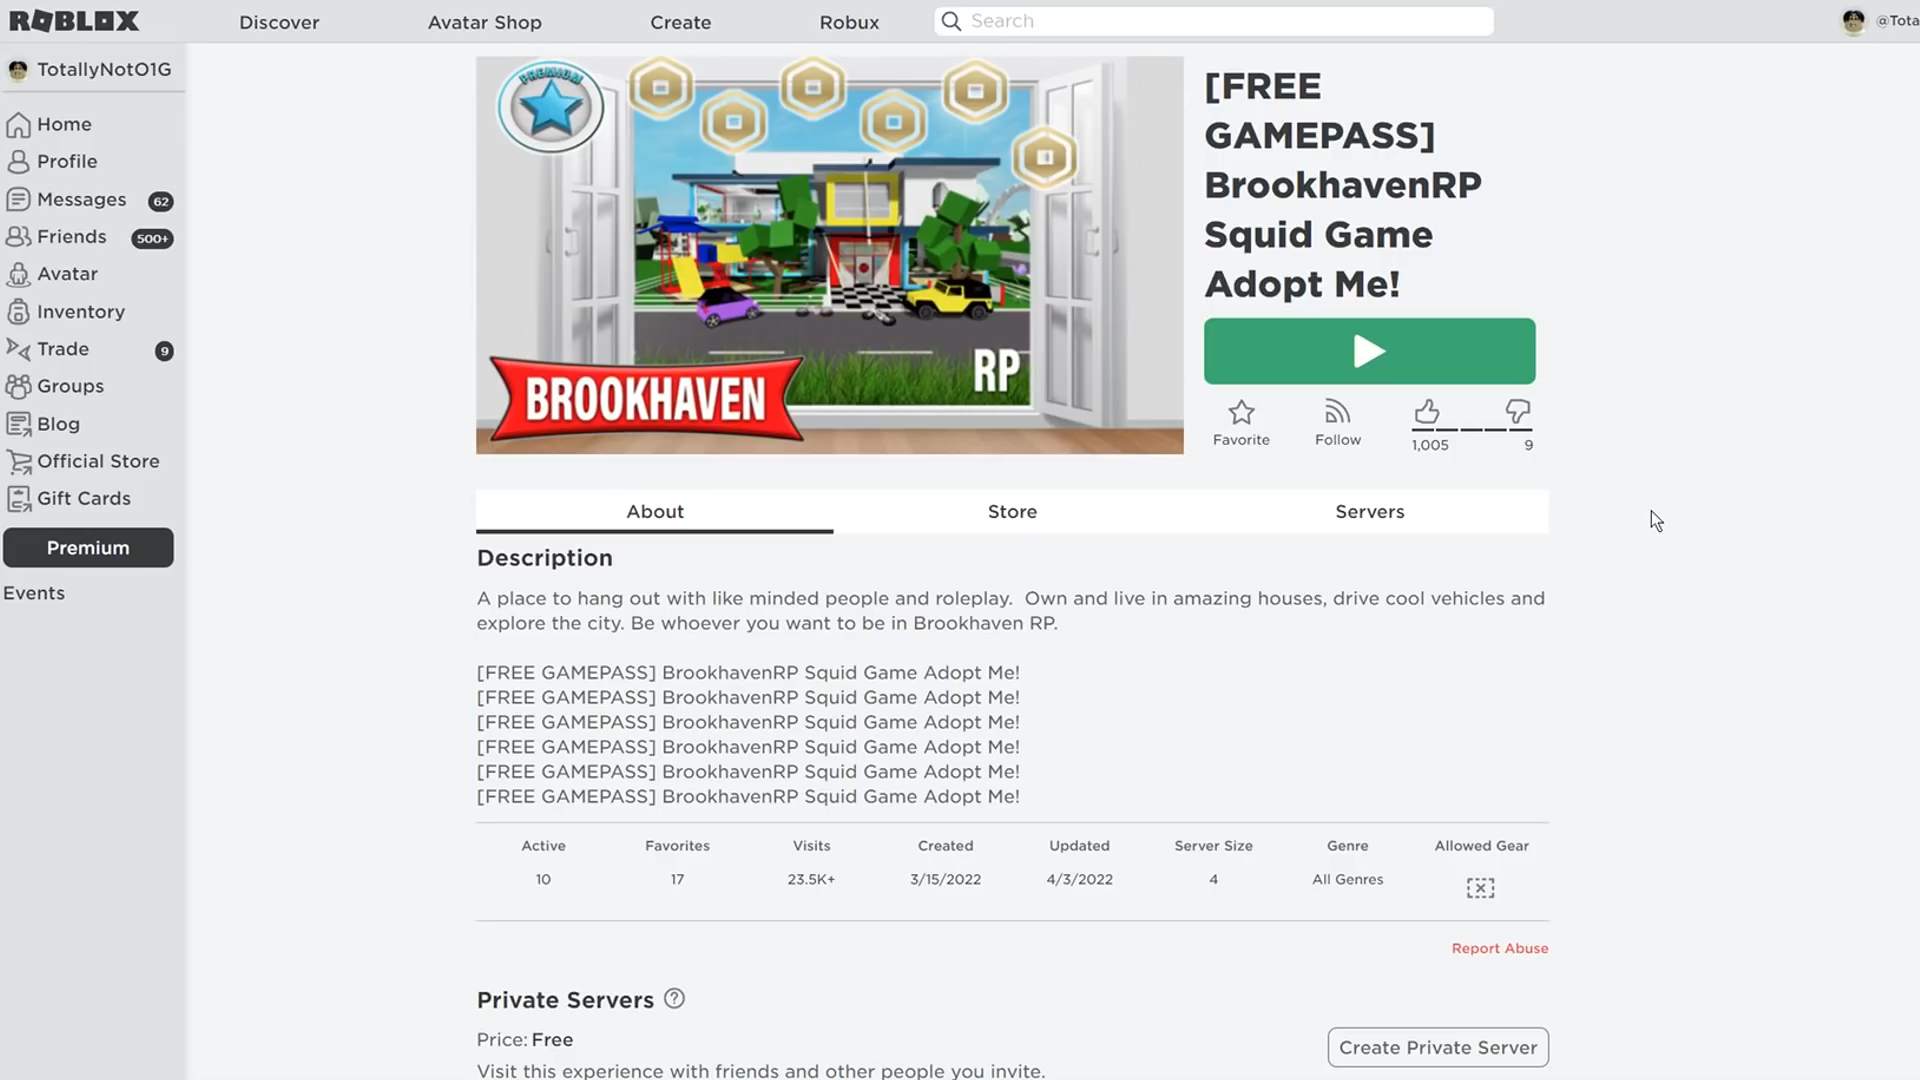 ROBLOX
Discover
Avatar Shop
Create
Robux
Search
@Tota
TotallyNotO1G
Home
Profile
Messages 62
Friends 500+
Avatar
Inventory
Trade 9
Groups
Blog
Official Store
Gift Cards
Premium
Events
PREMIUM
BROOKHAVEN
RP
[FREE
GAMEPASS]
BrookhavenRP
Squid Game
Adopt Me!
Favorite
Follow
1,005
9
About
Store
Servers
Description
A place to hang out with like minded people and roleplay.  Own and live in amazing houses, drive cool vehicles and
explore the city. Be whoever you want to be in Brookhaven RP.
[FREE GAMEPASS] BrookhavenRP Squid Game Adopt Me!
[FREE GAMEPASS] BrookhavenRP Squid Game Adopt Me!
[FREE GAMEPASS] BrookhavenRP Squid Game Adopt Me!
[FREE GAMEPASS] BrookhavenRP Squid Game Adopt Me!
[FREE GAMEPASS] BrookhavenRP Squid Game Adopt Me!
[FREE GAMEPASS] BrookhavenRP Squid Game Adopt Me!
Active Favorites Visits Created Updated Server Size Genre Allowed Gear
10 17 23.5K+ 3/15/2022 4/3/2022 4 All Genres
Report Abuse
Private Servers
Price: Free
Create Private Server
Visit this experience with friends and other people you invite.